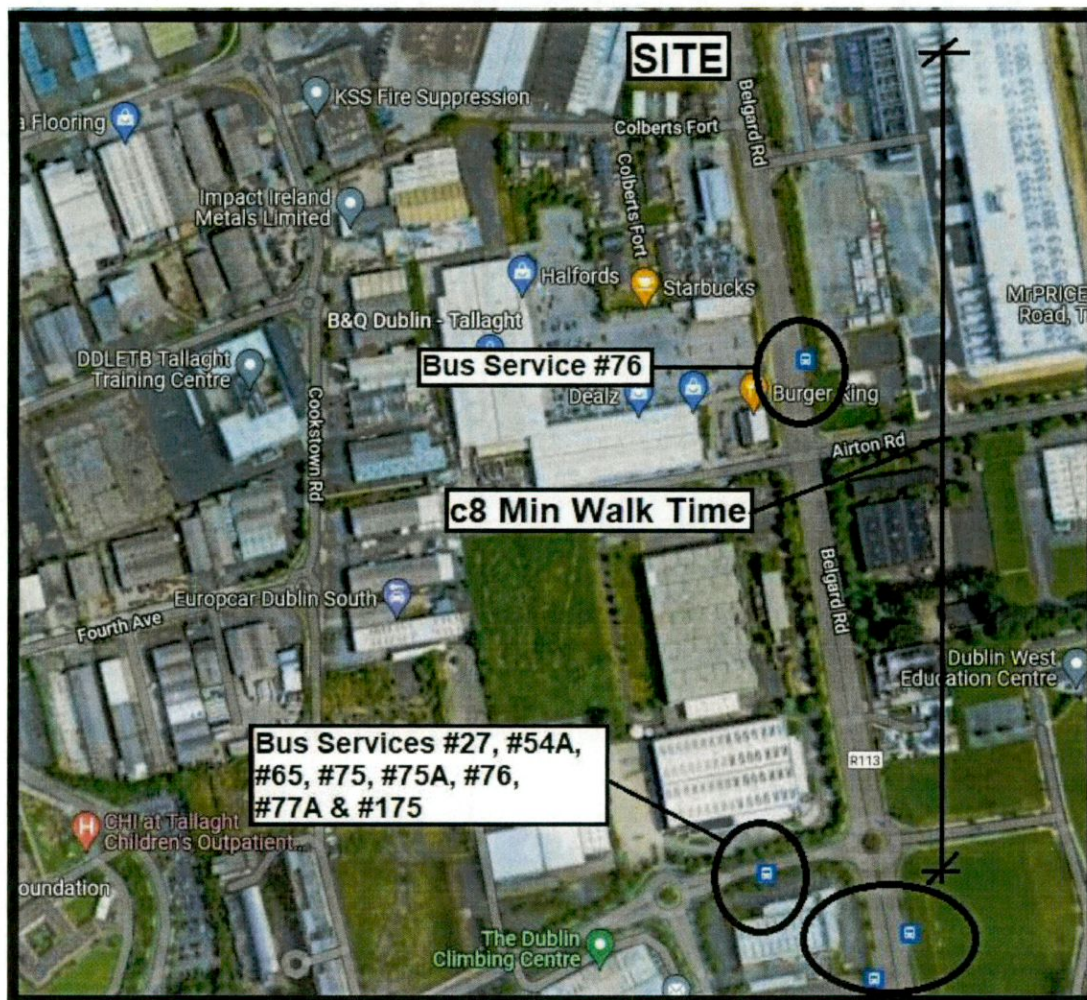 SITE
KSS Fire Suppression
a Flooring
Colberts Fort
Belgard Rd
Impact Ireland
Metals Limited
Colberts Fort
Halfords
Starbucks
MrPRICE
Road, T
B&Q Dublin - Tallaght
DDLETB Tallaght
Training Centre
Bus Service #76
Dealz
Burger King
Cookstown Rd
Airton Rd
c8 Min Walk Time
Belgard Rd
Europcar Dublin South
Fourth Ave
Dublin West
Education Centre
Bus Services #27, #54A,
#65, #75, #75A, #76,
#77A & #175
R113
H
CHI at Tallaght
Children's Outpatient...
oundation
The Dublin
Climbing Centre